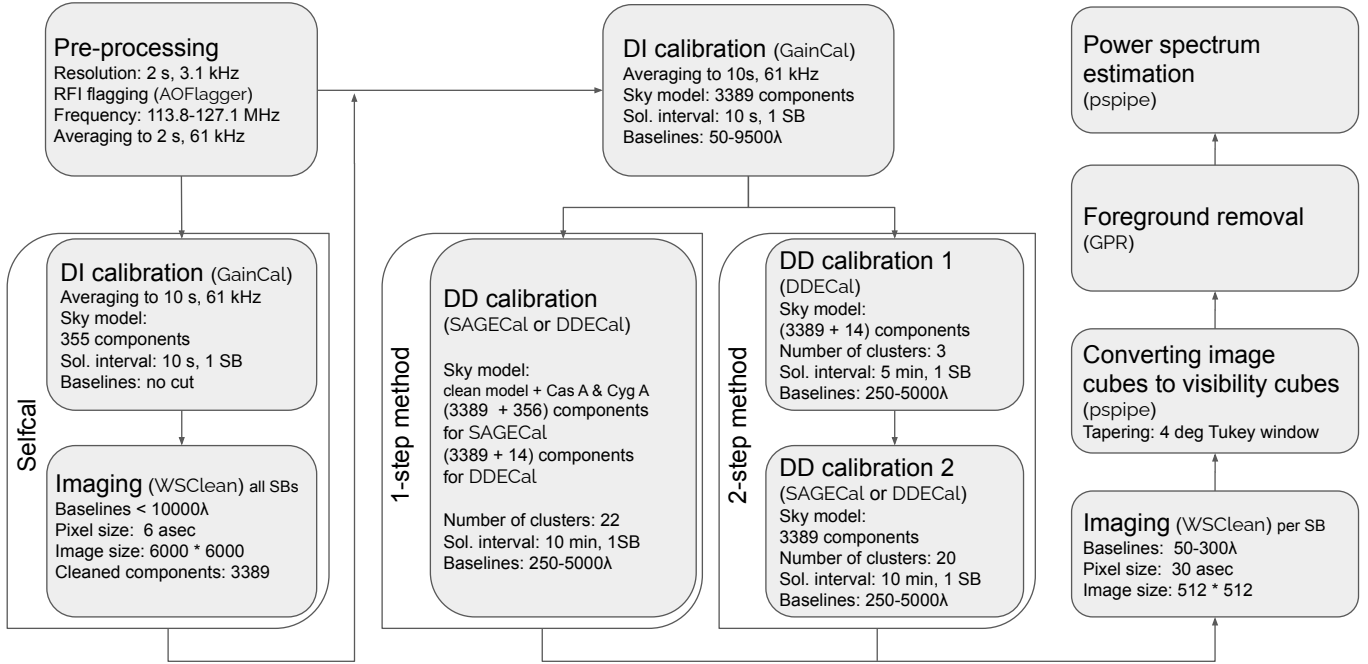 Pre-processing
Resolution: 2 s, 3.1 kHz
RFI flagging (AOFlagger)
Frequency: 113.8-127.1 MHz
Averaging to 2 s, 61 kHz
Selfcal
DI calibration (GainCal)
Averaging to 10 s, 61 kHz
Sky model:
355 components
Sol. interval: 10 s, 1 SB
Baselines: no cut
Imaging (WSClean) all SBs
Baselines < 10000λ
Pixel size: 6 asec
Image size: 6000 * 6000
Cleaned components: 3389
DI calibration (GainCal)
Averaging to 10s, 61 kHz
Sky model: 3389 components
Sol. interval: 10 s, 1 SB
Baselines: 50-9500λ
1-step method
DD calibration
(SAGECal or DDECal)
Sky model:
clean model + Cas A & Cyg A
(3389 + 356) components
for SAGECal
(3389 + 14) components
for DDECal
Number of clusters: 22
Sol. interval: 10 min, 1SB
Baselines: 250-5000λ
2-step method
DD calibration 1
(DDECal)
Sky model:
(3389 + 14) components
Number of clusters: 3
Sol. interval: 5 min, 1 SB
Baselines: 250-5000λ
DD calibration 2
(SAGECal or DDECal)
Sky model:
3389 components
Number of clusters: 20
Sol. interval: 10 min, 1 SB
Baselines: 250-5000λ
Power spectrum
estimation
(pspipe)
Foreground removal
(GPR)
Converting image
cubes to visibility cubes
(pspipe)
Tapering: 4 deg Tukey window
Imaging (WSClean) per SB
Baselines: 50-300λ
Pixel size: 30 asec
Image size: 512 * 512